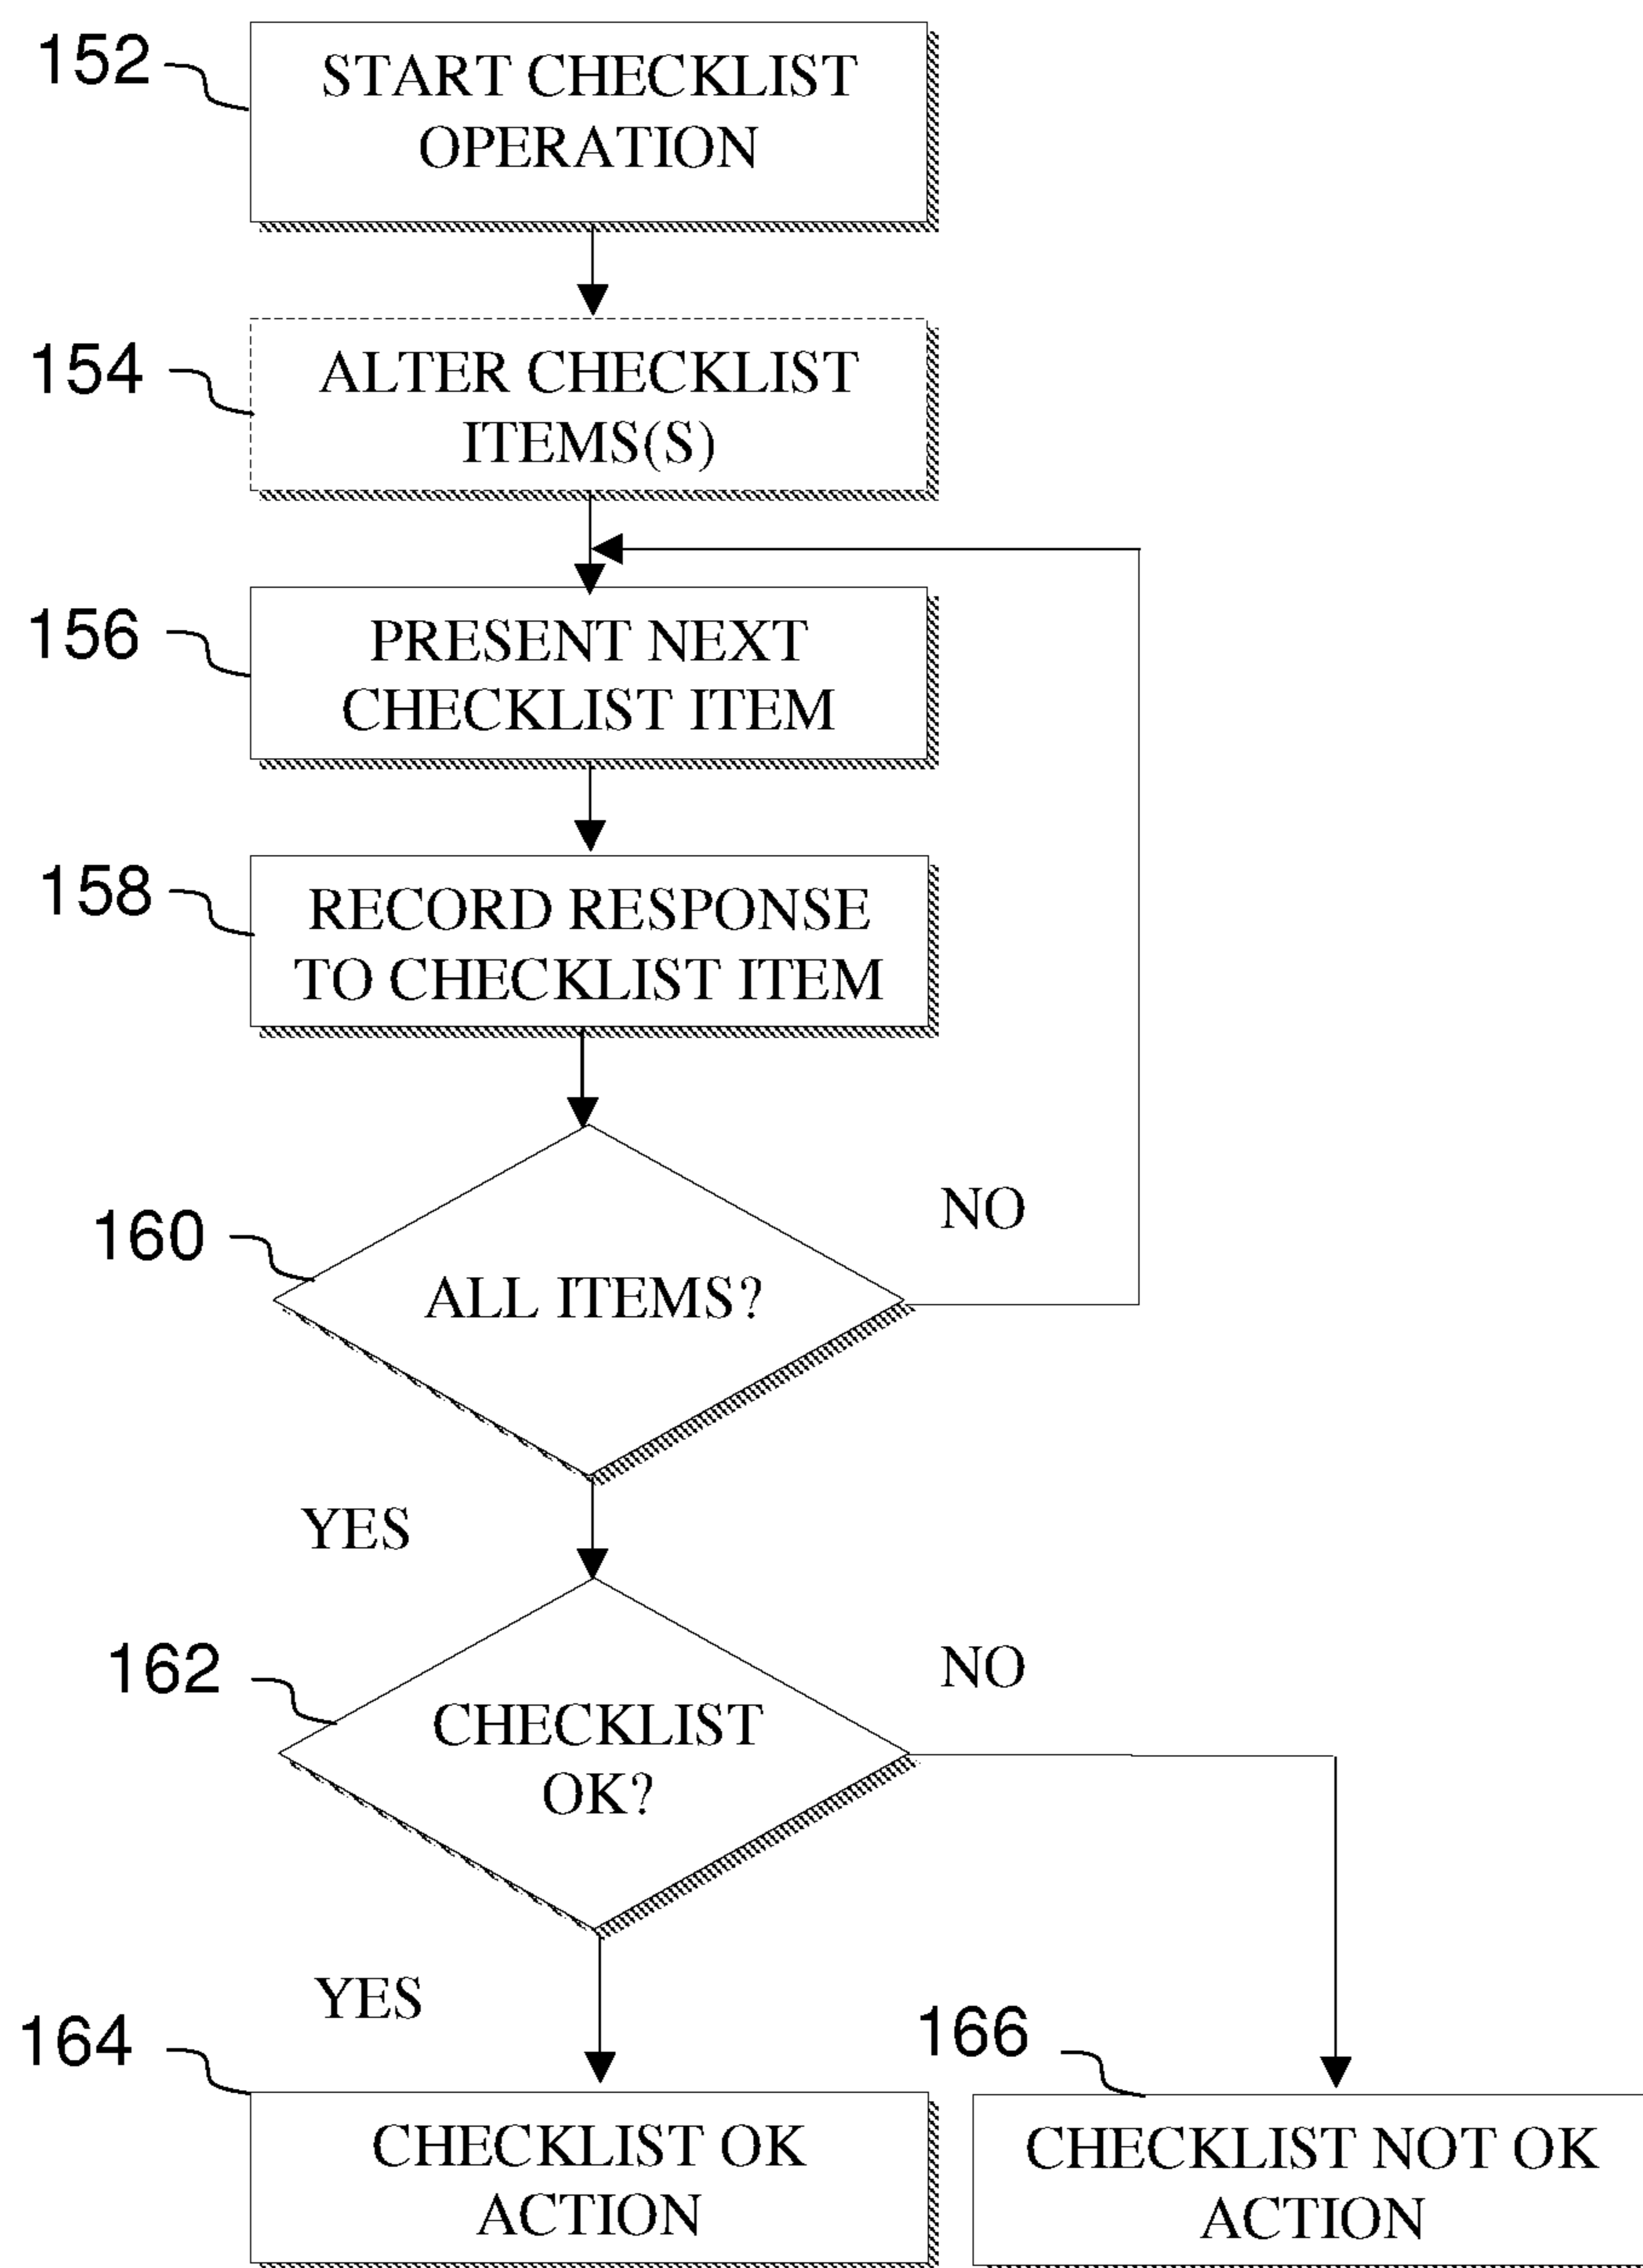 152
START CHECKLIST
OPERATION
154
ALTER CHECKLIST
ITEMS(S)
156
PRESENT NEXT
CHECKLIST ITEM
158
RECORD RESPONSE
TO CHECKLIST ITEM
160
ALL ITEMS?
NO
YES
162
CHECKLIST
OK?
NO
YES
164
CHECKLIST OK
ACTION
166
CHECKLIST NOT OK
ACTION